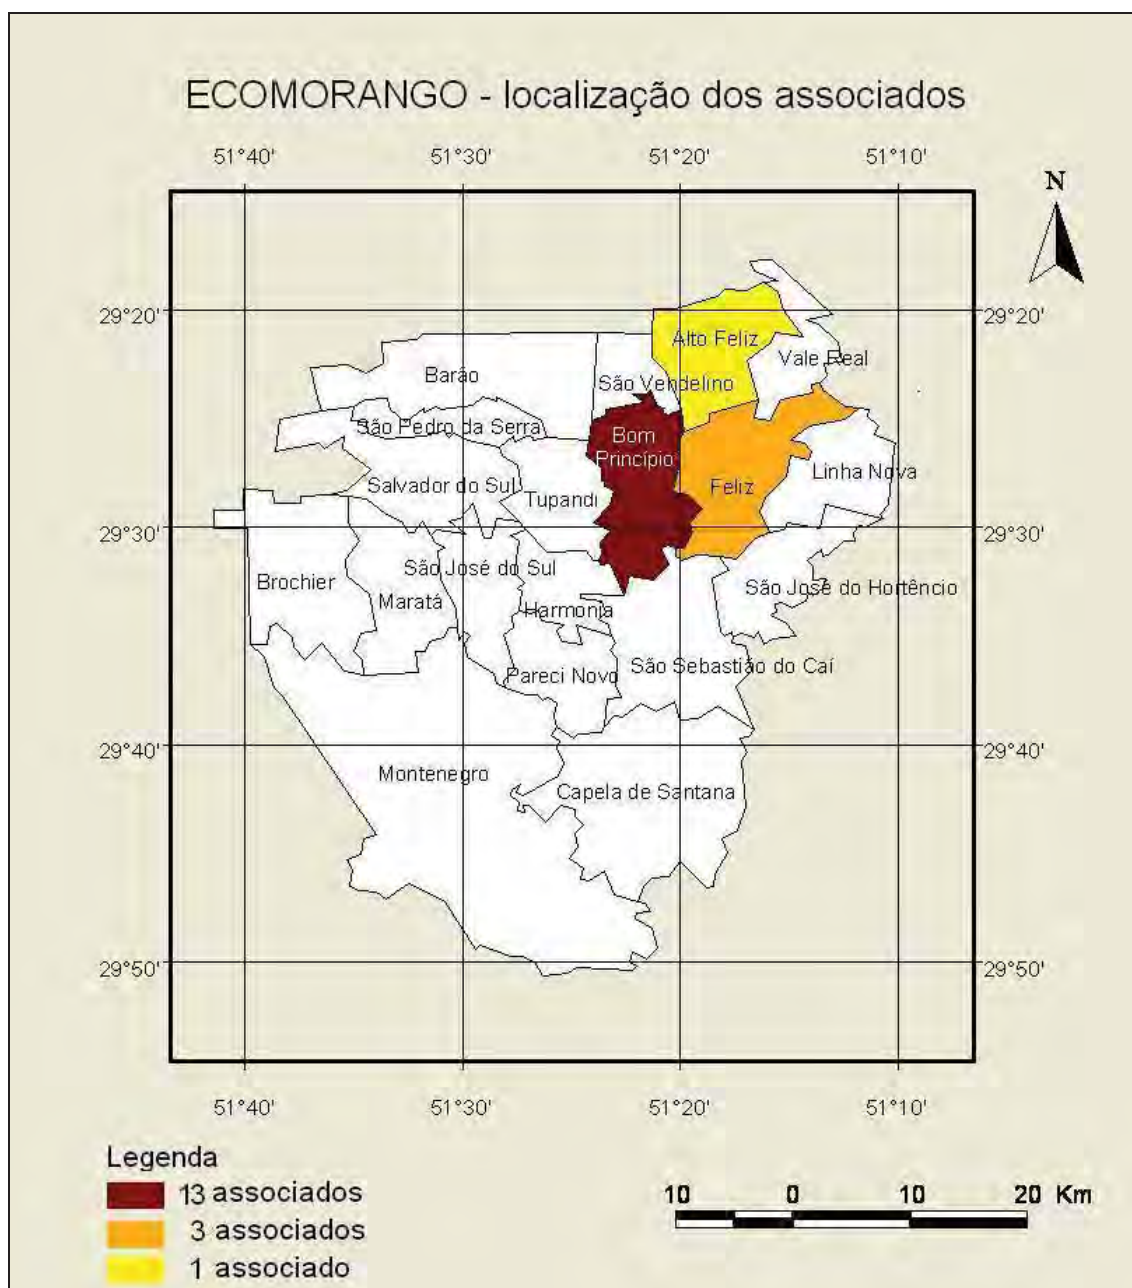 ECOMORANGO - localização dos associados
51°40' 51°30' 51°20' 51°10'
N
29°20' 29°20'
Alto Feliz
Vale Real
Barão
São Vendelino
São Pedro da Serra
Bom
Princípio
Linha Nova
Salvador do Sul
Feliz
Tupandi
29°30' 29°30'
São José do Sul
Brochier
São José do Hortêncio
Maratá
Harmonia
São Sebastião do Caí
Pareci Novo
29°40' 29°40'
Montenegro
Capela de Santana
29°50' 29°50'
51°40' 51°30' 51°20' 51°10'
Legenda
13 associados
3 associados
1 associado
10 0 10 20 Km